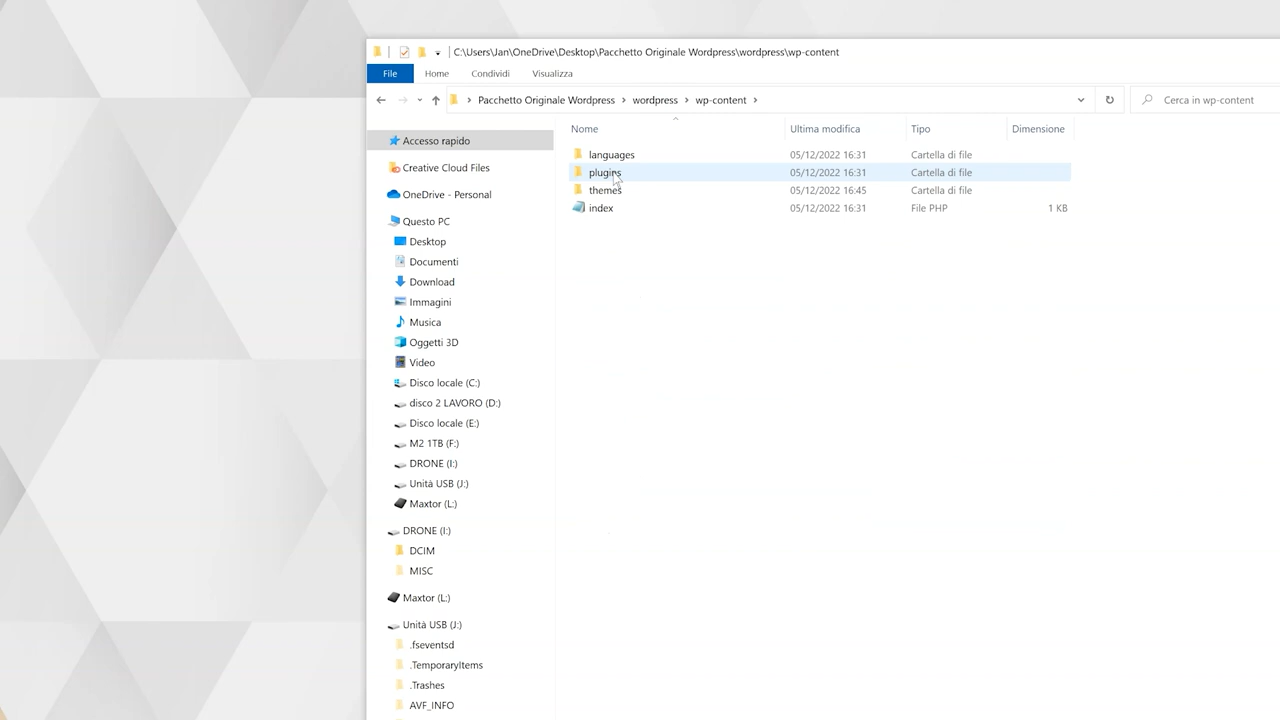 C:\Users\Jan\OneDrive\Desktop\Pacchetto Originale Wordpress\wordpress\wp-content
File Home Condividi Visualizza
Pacchetto Originale Wordpress > wordpress > wp-content >
Cerca in wp-content
Nome Ultima modifica Tipo Dimensione
languages 05/12/2022 16:31 Cartella di file
plugins 05/12/2022 16:31 Cartella di file
themes 05/12/2022 16:45 Cartella di file
index 05/12/2022 16:31 File PHP 1 KB
Accesso rapido
Creative Cloud Files
OneDrive - Personal
Questo PC
Desktop
Documenti
Download
Immagini
Musica
Oggetti 3D
Video
Disco locale (C:)
disco 2 LAVORO (D:)
Disco locale (E:)
M2 1TB (F:)
DRONE (I:)
Unità USB (J:)
Maxtor (L:)
DRONE (I:)
DCIM
MISC
Maxtor (L:)
Unità USB (J:)
.fseventsd
.TemporaryItems
.Trashes
AVF_INFO